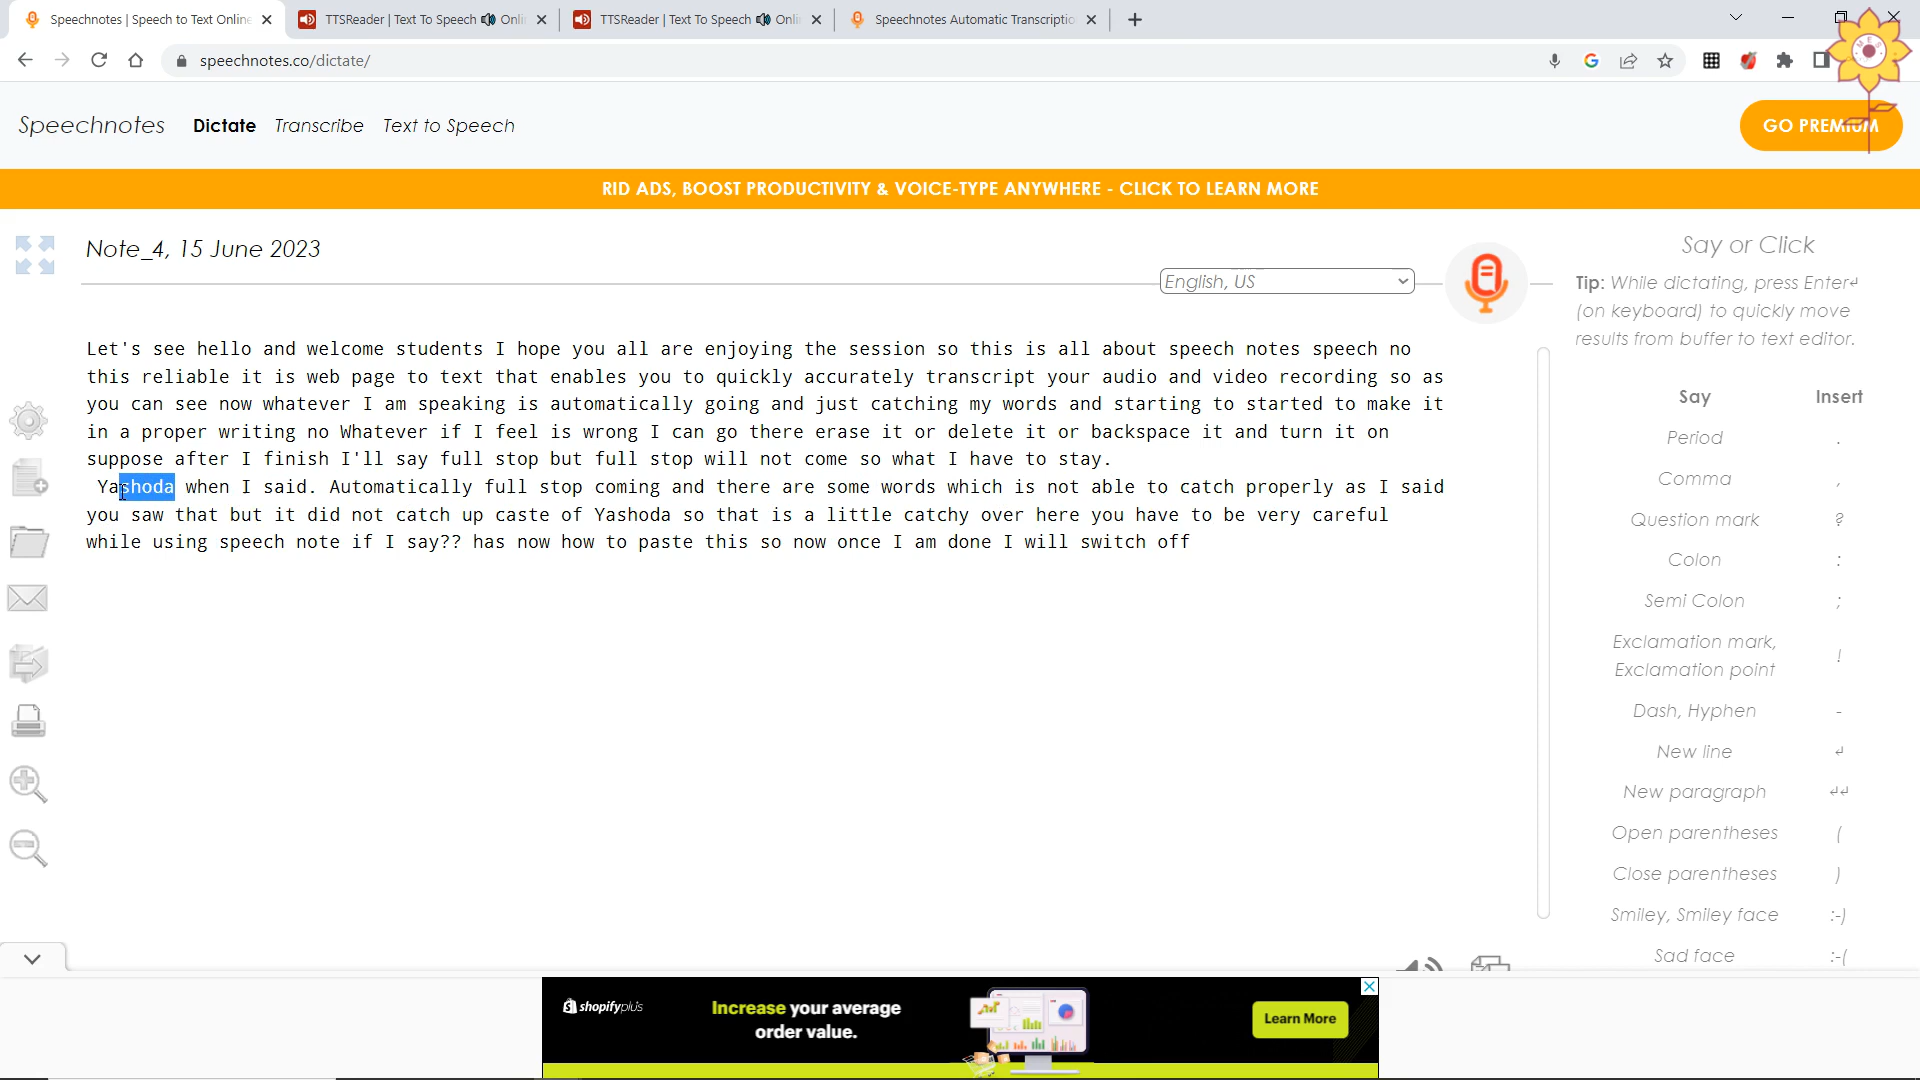 Speechnotes | Speech to Text Online
TTSReader | Text To Speech 🔊 Onli
TTSReader | Text To Speech 🔊 Onli
Speechnotes Automatic Transcriptio
speechnotes.co/dictate/
Speechnotes Dictate Transcribe Text to Speech
GO PREMIUM
RID ADS, BOOST PRODUCTIVITY & VOICE-TYPE ANYWHERE - CLICK TO LEARN MORE
Note_4, 15 June 2023
English, US
Let's see hello and welcome students I hope you all are enjoying the session so this is all about speech notes speech no
this reliable it is web page to text that enables you to quickly accurately transcript your audio and video recording so as
you can see now whatever I am speaking is automatically going and just catching my words and starting to started to make it
in a proper writing no Whatever if I feel is wrong I can go there erase it or delete it or backspace it and turn it on
suppose after I finish I'll say full stop but full stop will not come so what I have to stay.
Yashoda when I said. Automatically full stop coming and there are some words which is not able to catch properly as I said
you saw that but it did not catch up caste of Yashoda so that is a little catchy over here you have to be very careful
while using speech note if I say?? has now how to paste this so now once I am done I will switch off
Say or Click
Tip: While dictating, press Enter↵
(on keyboard) to quickly move
results from buffer to text editor.
Say Insert
Period .
Comma ,
Question mark ?
Colon :
Semi Colon ;
Exclamation mark,
Exclamation point !
Dash, Hyphen -
New line ↵
New paragraph ↵↵
Open parentheses (
Close parentheses )
Smiley, Smiley face :-)
Sad face :-(
shopifyplus
Increase your average
order value.
Learn More